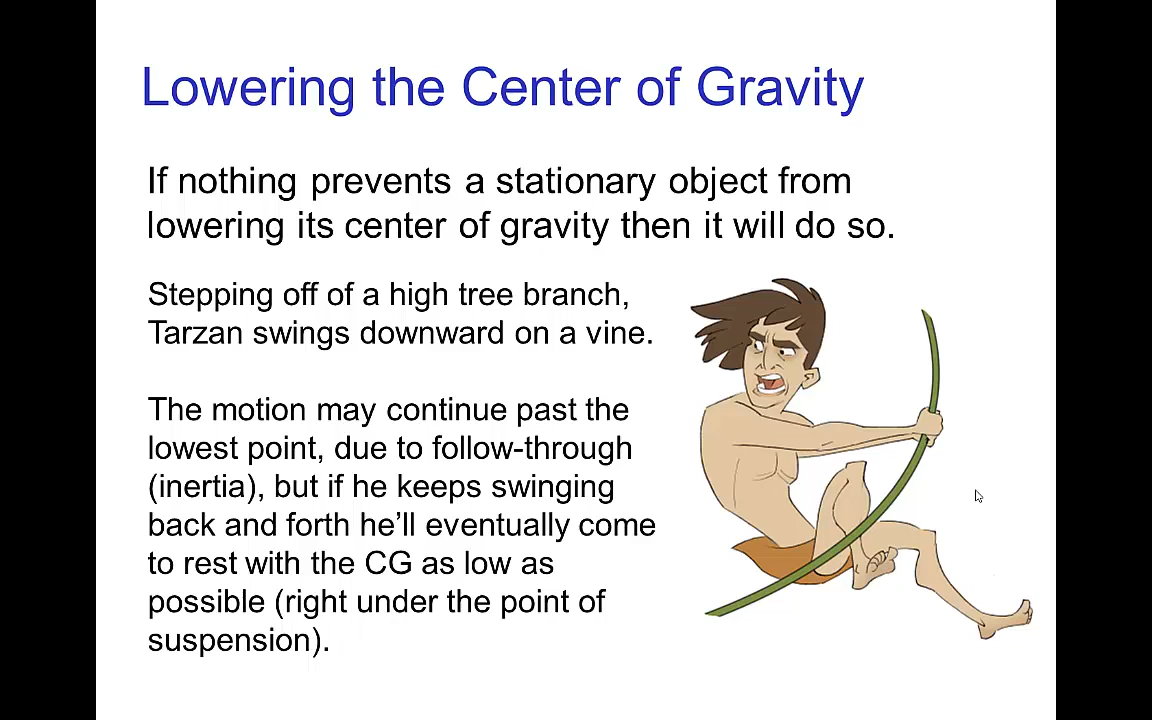 Lowering the Center of Gravity
If nothing prevents a stationary object from
lowering its center of gravity then it will do so.
Stepping off of a high tree branch,
Tarzan swings downward on a vine.
The motion may continue past the
lowest point, due to follow-through
(inertia), but if he keeps swinging
back and forth he’ll eventually come
to rest with the CG as low as
possible (right under the point of
suspension).